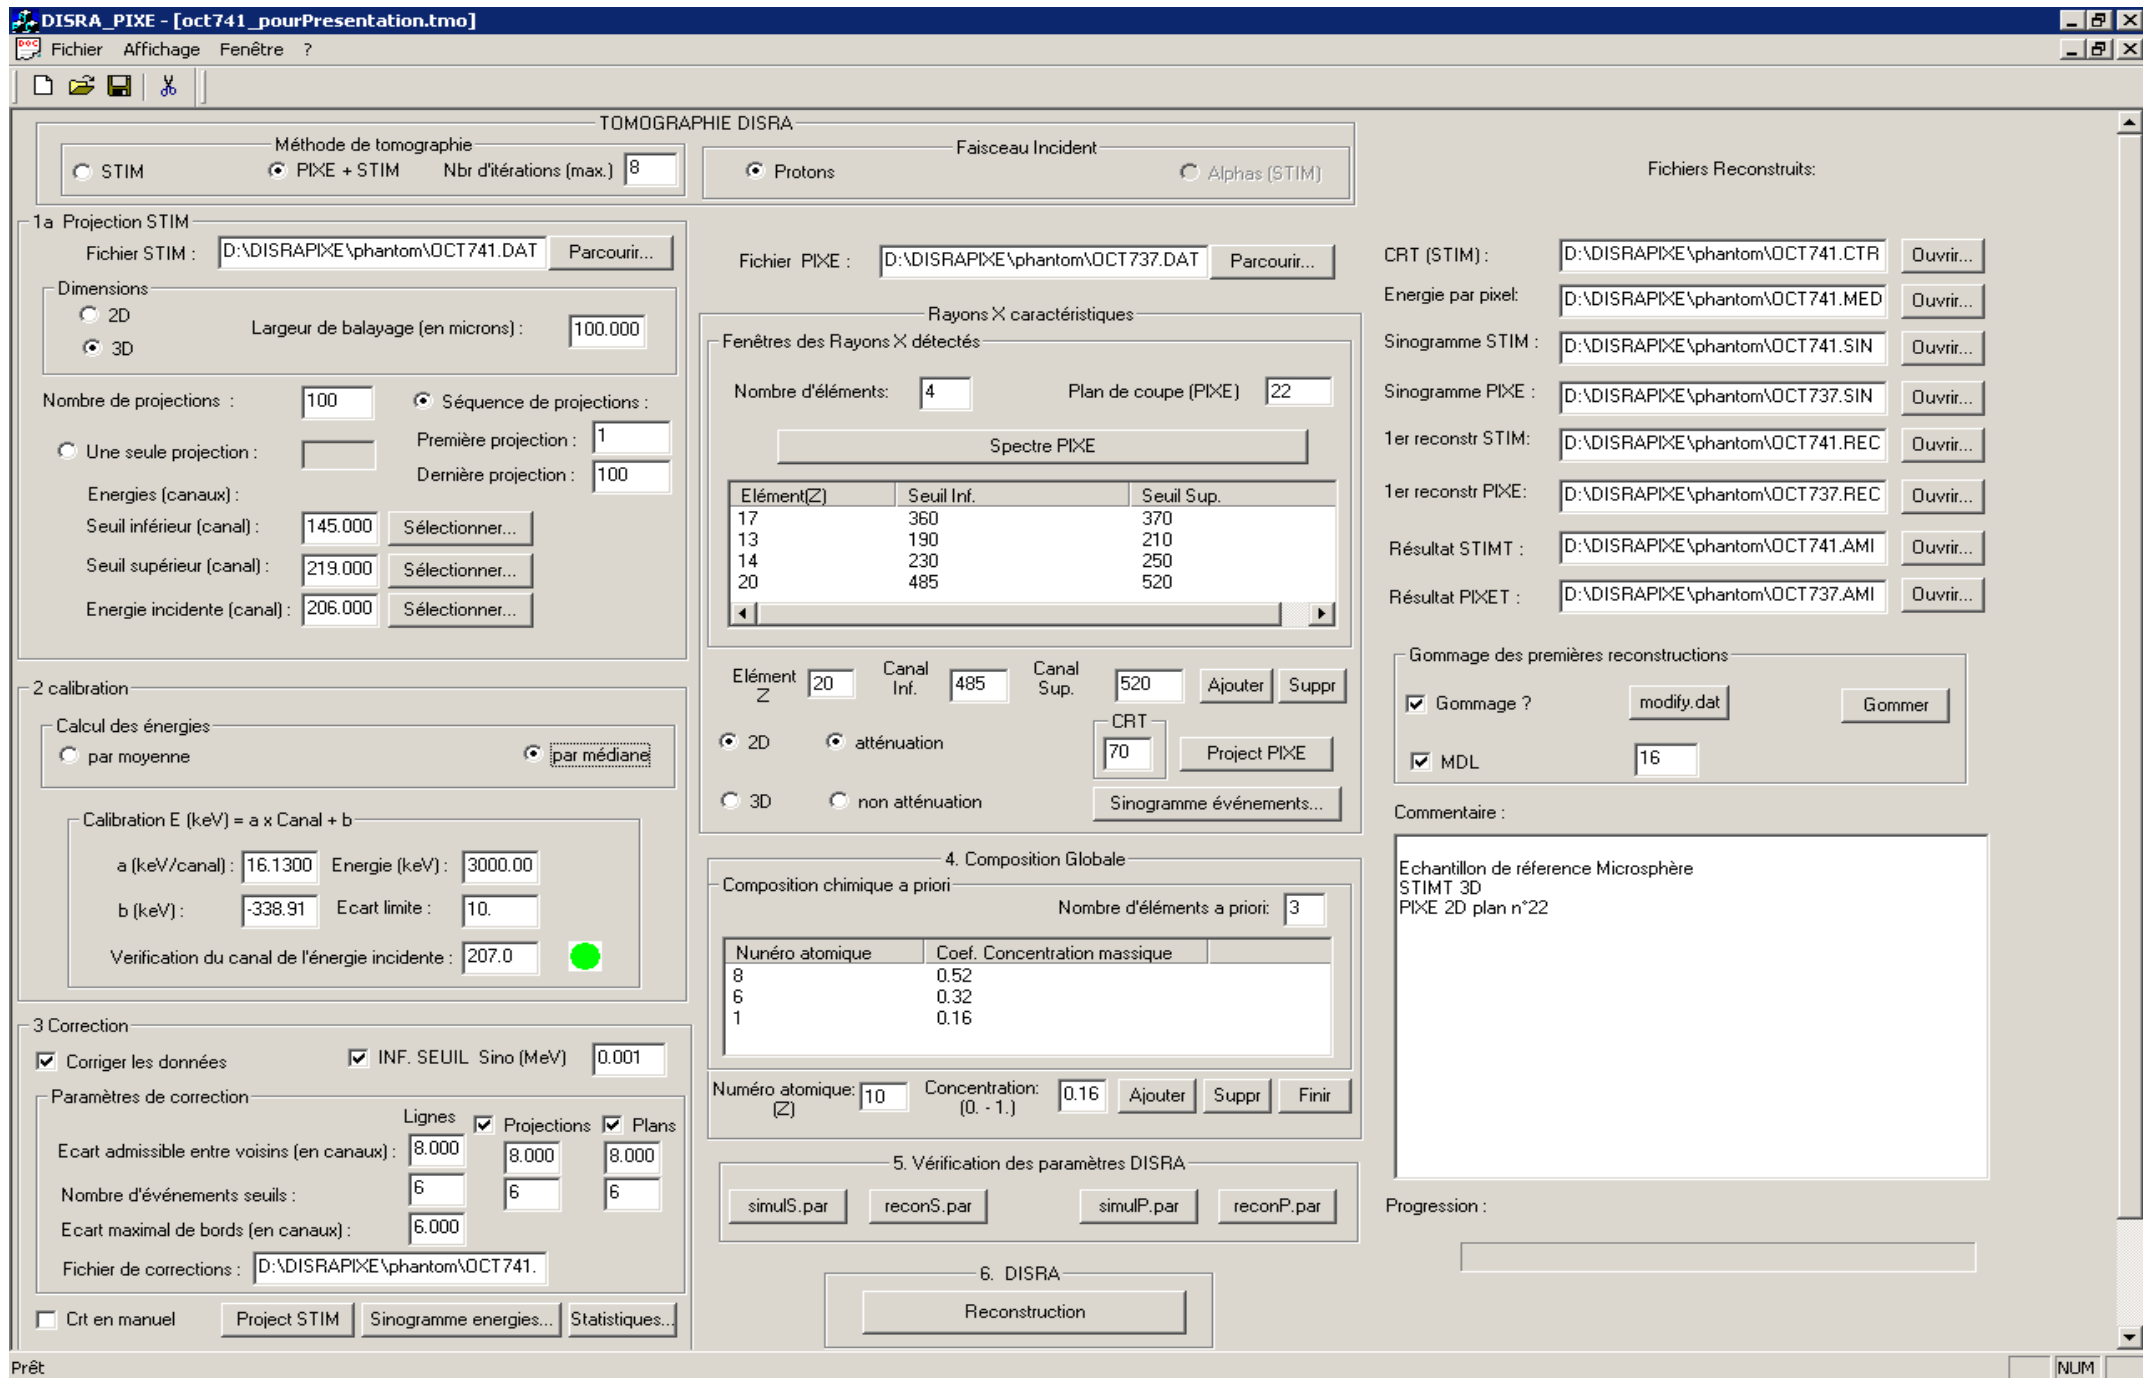 DISRA_PIXE - [oct741_pourPresentation.tmo]
Fichier Affichage Fenêtre ?
TOMOGRAPHIE DISRA
Méthode de tomographie
STIM
PIXE + STIM
Nbr d'itérations (max.)
8
Faisceau Incident
Protons
Alphas (STIM)
1a Projection STIM
Fichier STIM :
D:\DISRAPIXE\phantom\OCT741.DAT
Parcourir...
Dimensions
2D
3D
Largeur de balayage (en microns) :
100.000
Nombre de projections :
100
Séquence de projections :
Première projection :
1
Une seule projection :
Dernière projection :
100
Energies (canaux) :
Seuil inférieur (canal) :
145.000
Sélectionner...
Seuil supérieur (canal) :
219.000
Sélectionner...
Energie incidente (canal) :
206.000
Sélectionner...
2 calibration
Calcul des énergies
par moyenne
par médiane
Calibration E (keV) = a x Canal + b
a (keV/canal) :
16.1300
Energie (keV) :
3000.00
b (keV) :
-338.91
Ecart limite :
10.
Verification du canal de l'énergie incidente :
207.0
3 Correction
Corriger les données
INF. SEUIL Sino (MeV)
0.001
Paramètres de correction
Lignes
Projections
Plans
Ecart admissible entre voisins (en canaux) :
8.000
8.000
8.000
Nombre d'événements seuils :
6
6
6
Ecart maximal de bords (en canaux) :
6.000
Fichier de corrections :
D:\DISRAPIXE\phantom\OCT741.
Crt en manuel
Project STIM
Sinogramme energies...
Statistiques...
Fichier PIXE :
D:\DISRAPIXE\phantom\OCT737.DAT
Parcourir...
Rayons X caractéristiques
Fenêtres des Rayons X détectés
Nombre d'éléments:
4
Plan de coupe (PIXE)
22
Spectre PIXE
Elément(Z) Seuil Inf. Seuil Sup.
17 360 370
13 190 210
14 230 250
20 485 520
Elément
Z
20
Canal
Inf.
485
Canal
Sup.
520
Ajouter
Suppr
2D
atténuation
CRT
70
Project PIXE
3D
non atténuation
Sinogramme événements...
4. Composition Globale
Composition chimique a priori
Nombre d'éléments a priori:
3
Nunéro atomique Coef. Concentration massique
8 0.52
6 0.32
1 0.16
Numéro atomique:
(Z)
10
Concentration:
(0. - 1.)
0.16
Ajouter
Suppr
Finir
5. Vérification des paramètres DISRA
simulS.par
reconS.par
simulP.par
reconP.par
6. DISRA
Reconstruction
Fichiers Reconstruits:
CRT (STIM) :
D:\DISRAPIXE\phantom\OCT741.CTR
Ouvrir...
Energie par pixel:
D:\DISRAPIXE\phantom\OCT741.MED
Ouvrir...
Sinogramme STIM :
D:\DISRAPIXE\phantom\OCT741.SIN
Ouvrir...
Sinogramme PIXE :
D:\DISRAPIXE\phantom\OCT737.SIN
Ouvrir...
1er reconstr STIM:
D:\DISRAPIXE\phantom\OCT741.REC
Ouvrir...
1er reconstr PIXE:
D:\DISRAPIXE\phantom\OCT737.REC
Ouvrir...
Résultat STIMT :
D:\DISRAPIXE\phantom\OCT741.AMI
Ouvrir...
Résultat PIXET :
D:\DISRAPIXE\phantom\OCT737.AMI
Ouvrir...
Gommage des premières reconstructions
Gommage ?
modify.dat
Gommer
MDL
16
Commentaire :
Echantillon de réference Microsphère
STIMT 3D
PIXE 2D plan n°22
Progression :
Prêt
NUM